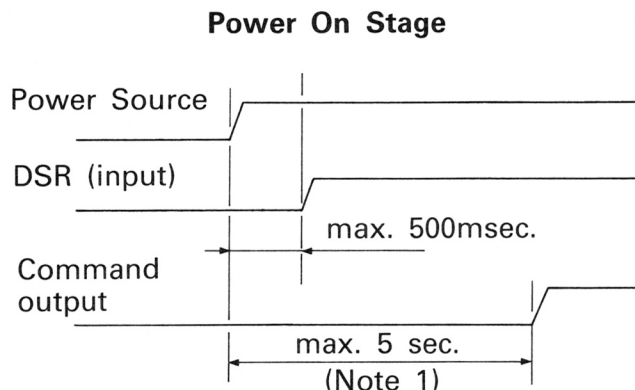 Power On Stage
Power Source
DSR (input)
max. 500msec.
Command
output
max. 5 sec.
(Note 1)